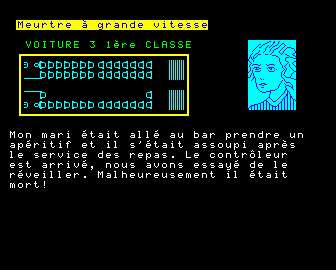 Meurtre à grande vitesse
VOITURE 3 1ère CLASSE
Mon mari était allé au bar prendre un
apéritif et il s'était assoupi après
le service des repas. Le contrôleur
est arrivé, nous avons essayé de le
réveiller. Malheureusement il était
mort!